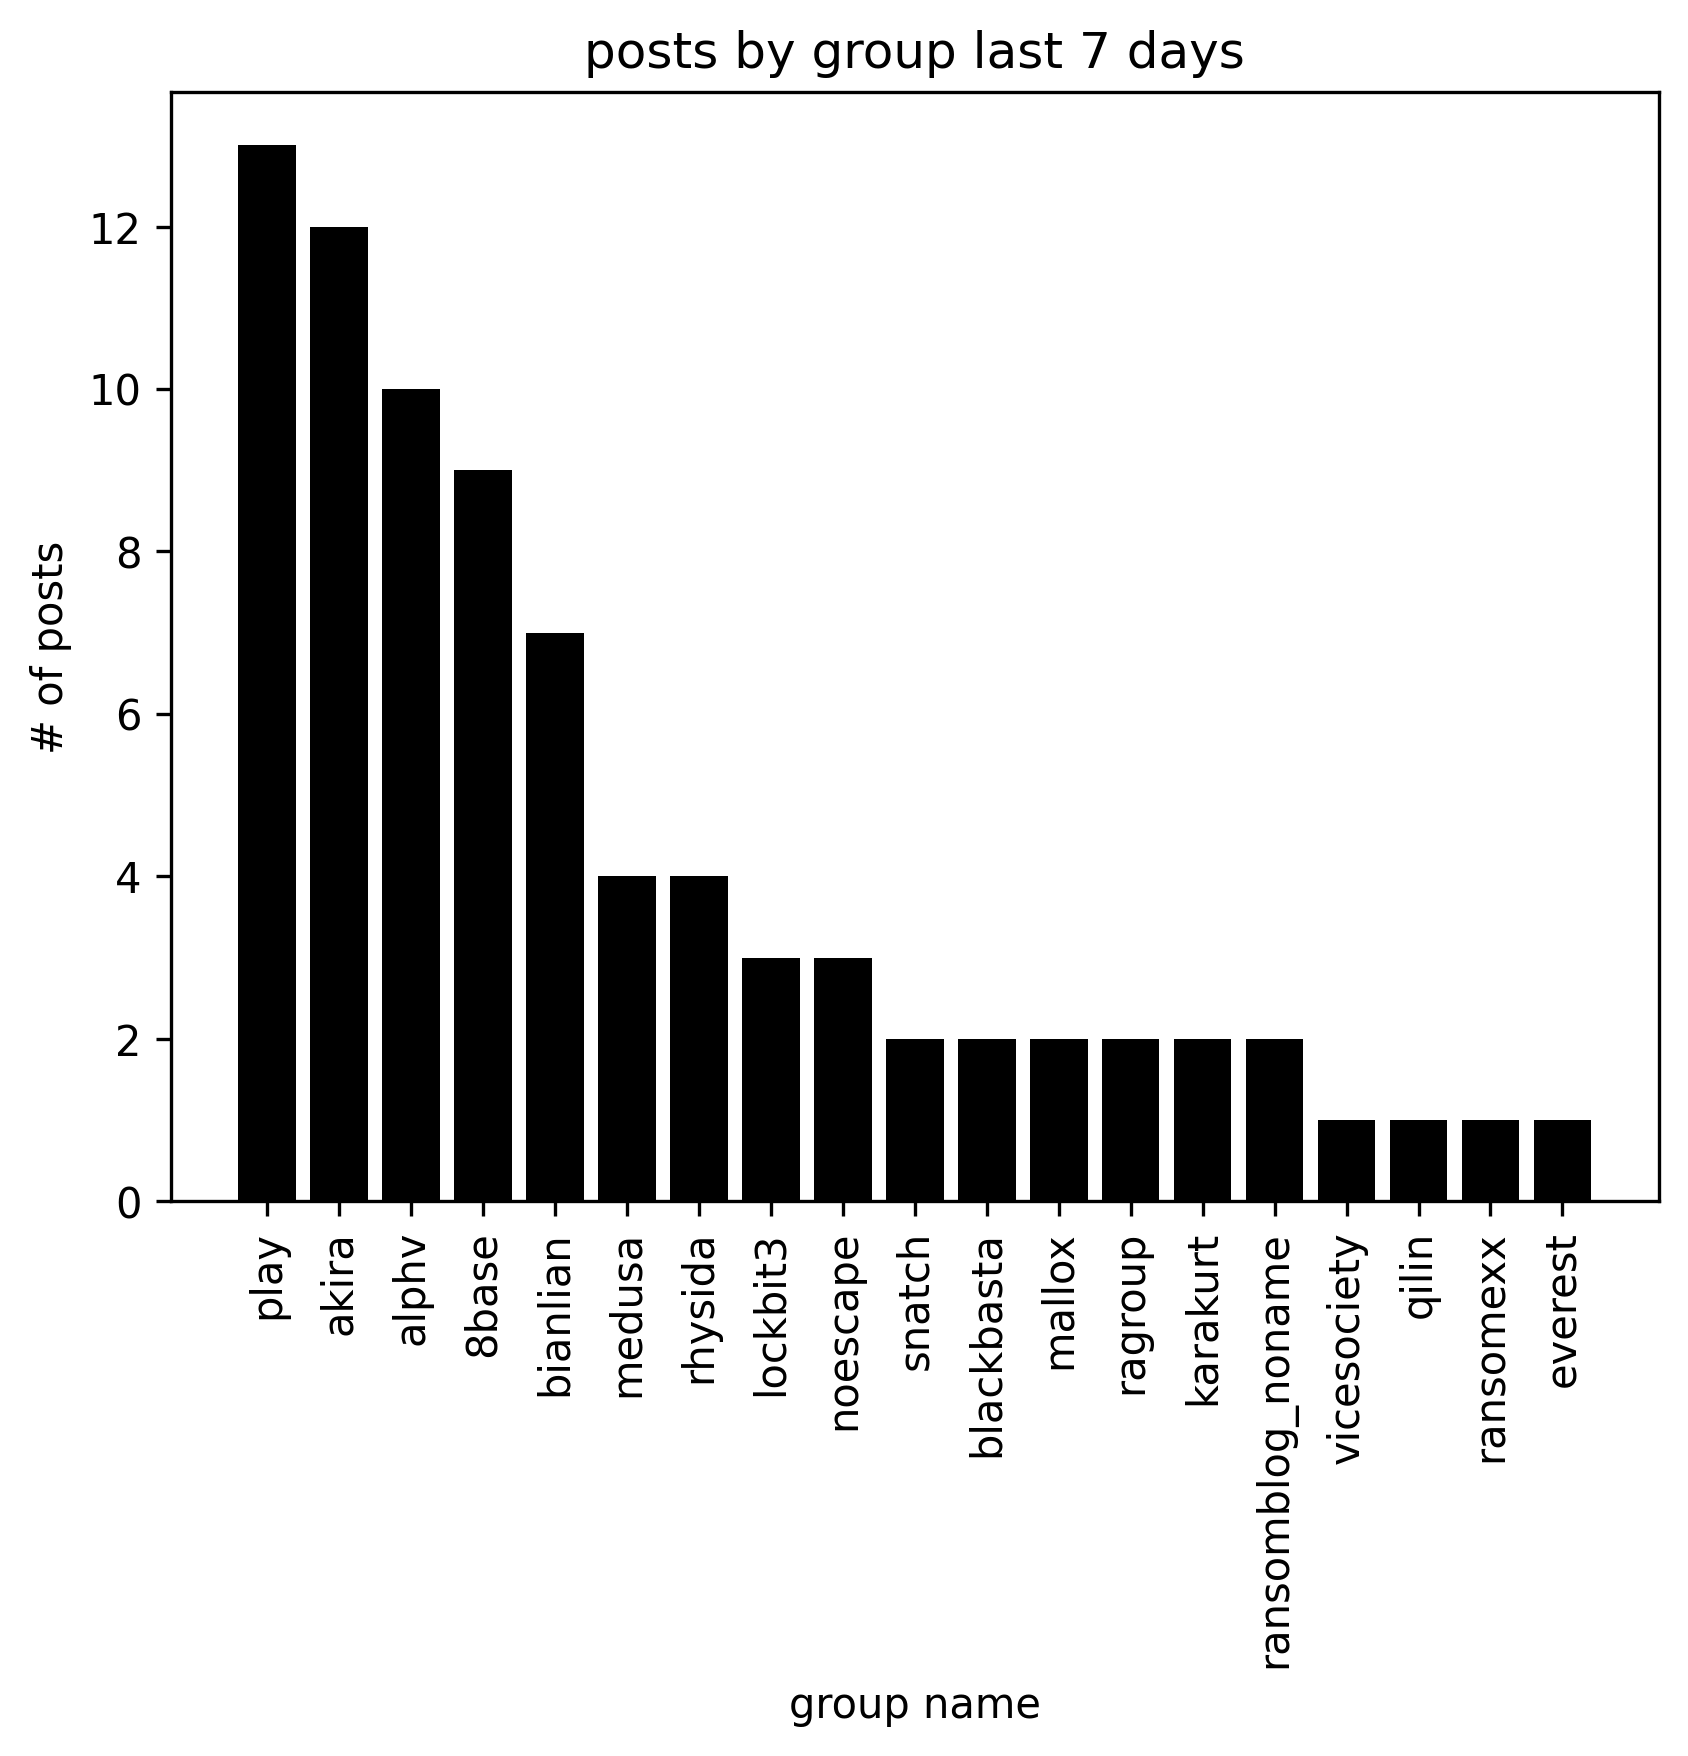 posts by group last 7 days
# of posts
12
10
8
6
4
2
0
play
akira
alphv
8base
bianlian
medusa
rhysida
lockbit3
noescape
snatch
blackbasta
mallox
ragroup
karakurt
ransomblog_noname
vicesociety
qilin
ransomexx
everest
group name